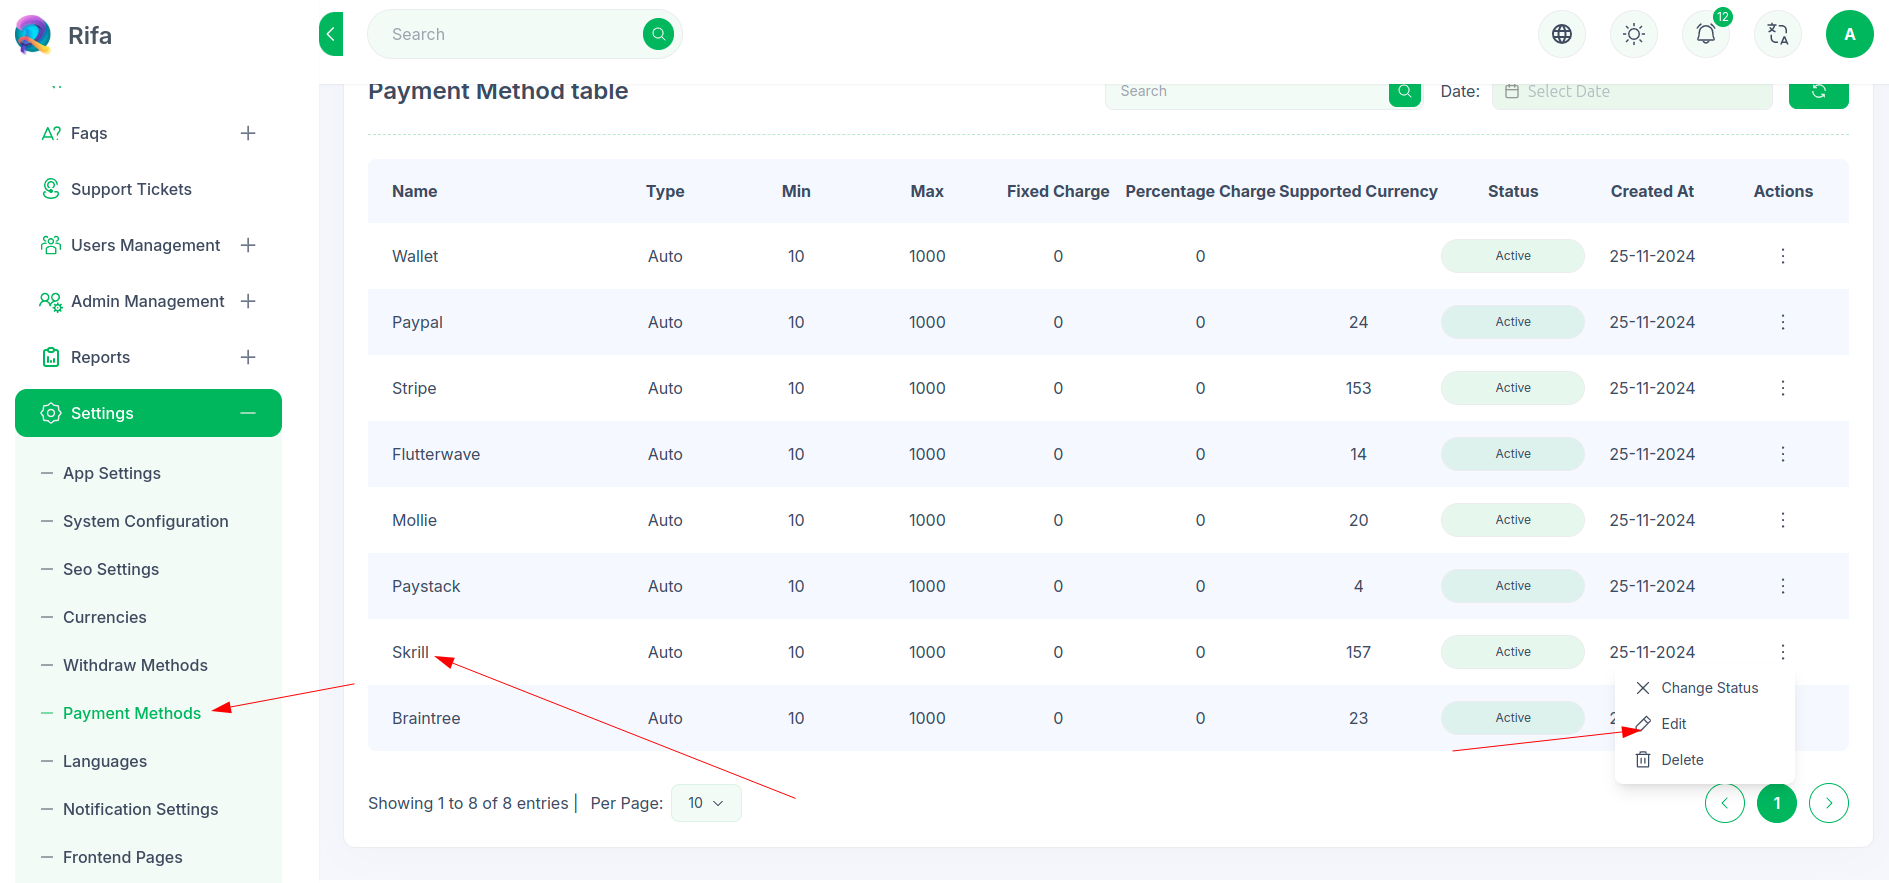 Rifa
Search
12
A
Faqs
Support Tickets
Users Management
Admin Management
Reports
Settings
App Settings
System Configuration
Seo Settings
Currencies
Withdraw Methods
Payment Methods
Languages
Notification Settings
Frontend Pages
Payment Method table
Search
Date: Select Date
Name Type Min Max Fixed Charge Percentage Charge Supported Currency Status Created At Actions
Wallet Auto 10 1000 0 0 Active 25-11-2024
Paypal Auto 10 1000 0 0 24 Active 25-11-2024
Stripe Auto 10 1000 0 0 153 Active 25-11-2024
Flutterwave Auto 10 1000 0 0 14 Active 25-11-2024
Mollie Auto 10 1000 0 0 20 Active 25-11-2024
Paystack Auto 10 1000 0 0 4 Active 25-11-2024
Skrill Auto 10 1000 0 0 157 Active 25-11-2024
Braintree Auto 10 1000 0 0 23 Active
Change Status
Edit
Delete
Showing 1 to 8 of 8 entries | Per Page: 10
1